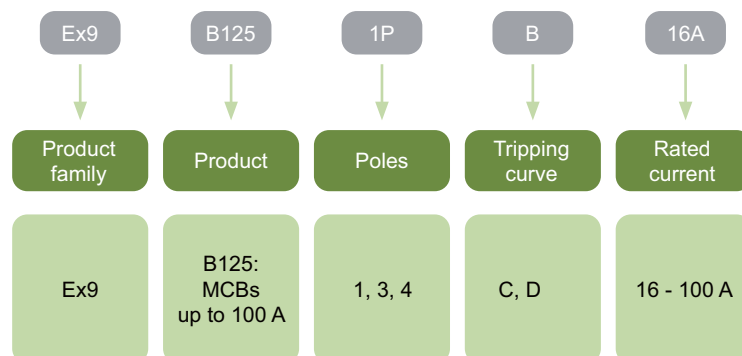 Ex9 B125 1P B 16A
Product family Product Poles Tripping curve Rated current
Ex9
B125:
MCBs
up to 100 A
1, 3, 4
C, D
16 - 100 A